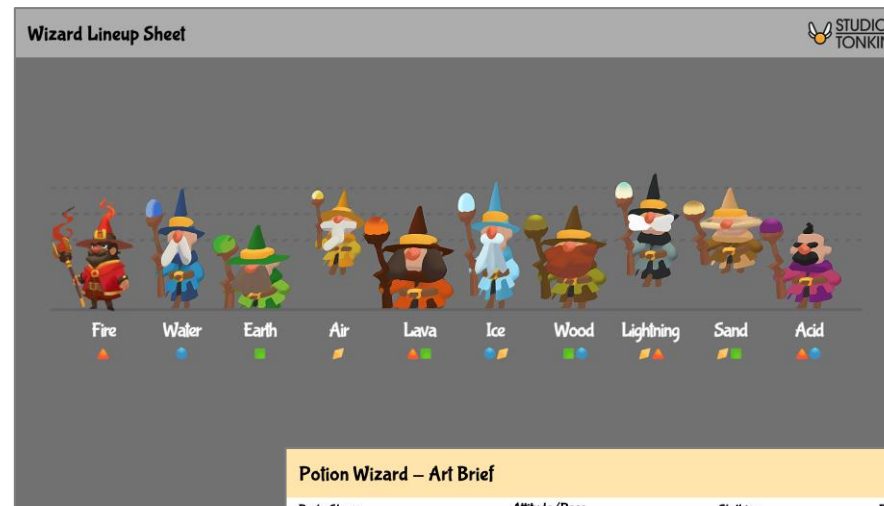 Wizard Lineup Sheet
STUDIO
TONKIN
Fire Water Earth Air Lava Ice Wood Lightning Sand Acid
Potion Wizard – Art Brief